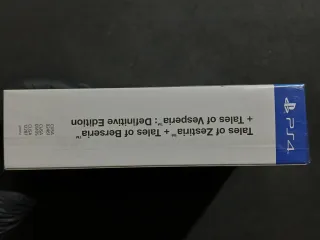 Tales of Zestiria™ + Tales of Berseria™
+ Tales of Vesperia™: Definitive Edition
PS4